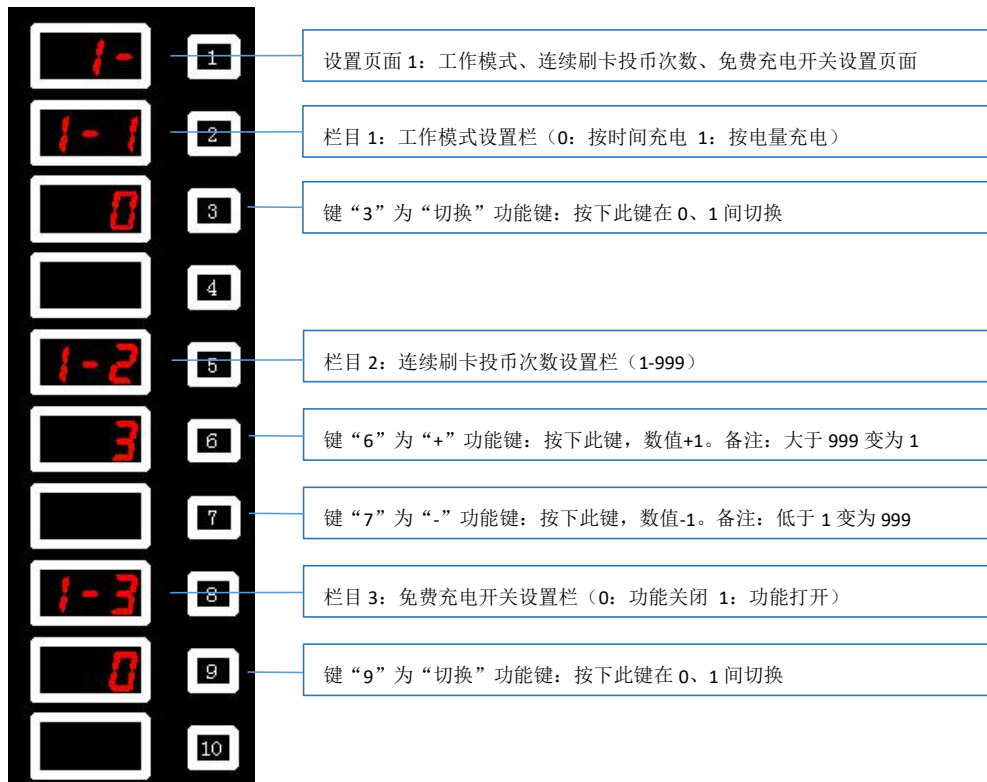 1-
1
设置页面 1：工作模式、连续刷卡投币次数、免费充电开关设置页面
1-1
2
栏目 1：工作模式设置栏（0：按时间充电 1：按电量充电）
0
3
键“3”为“切换”功能键：按下此键在 0、1 间切换
4
1-2
5
栏目 2：连续刷卡投币次数设置栏（1-999）
3
6
键“6”为“+”功能键：按下此键，数值+1。备注：大于 999 变为 1
7
键“7”为“-”功能键：按下此键，数值-1。备注：低于 1 变为 999
1-3
8
栏目 3：免费充电开关设置栏（0：功能关闭 1：功能打开）
0
9
键“9”为“切换”功能键：按下此键在 0、1 间切换
10